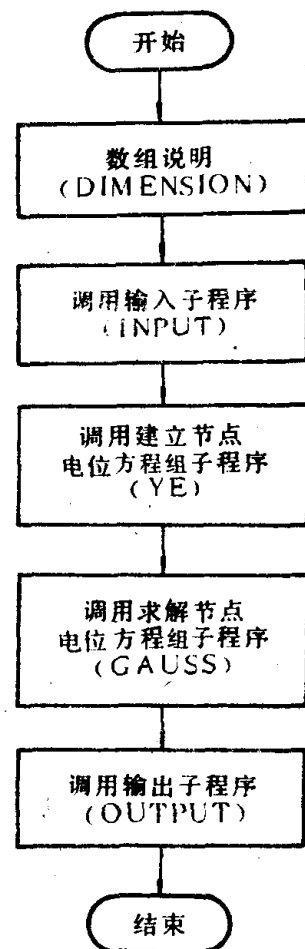 开始
数组说明
(DIMENSION)
调用输入子程序
(INPUT)
调用建立节点
电位方程组子程序
(YE)
调用求解节点
电位方程组子程序
(GAUSS)
调用输出子程序
(OUTPUT)
结束